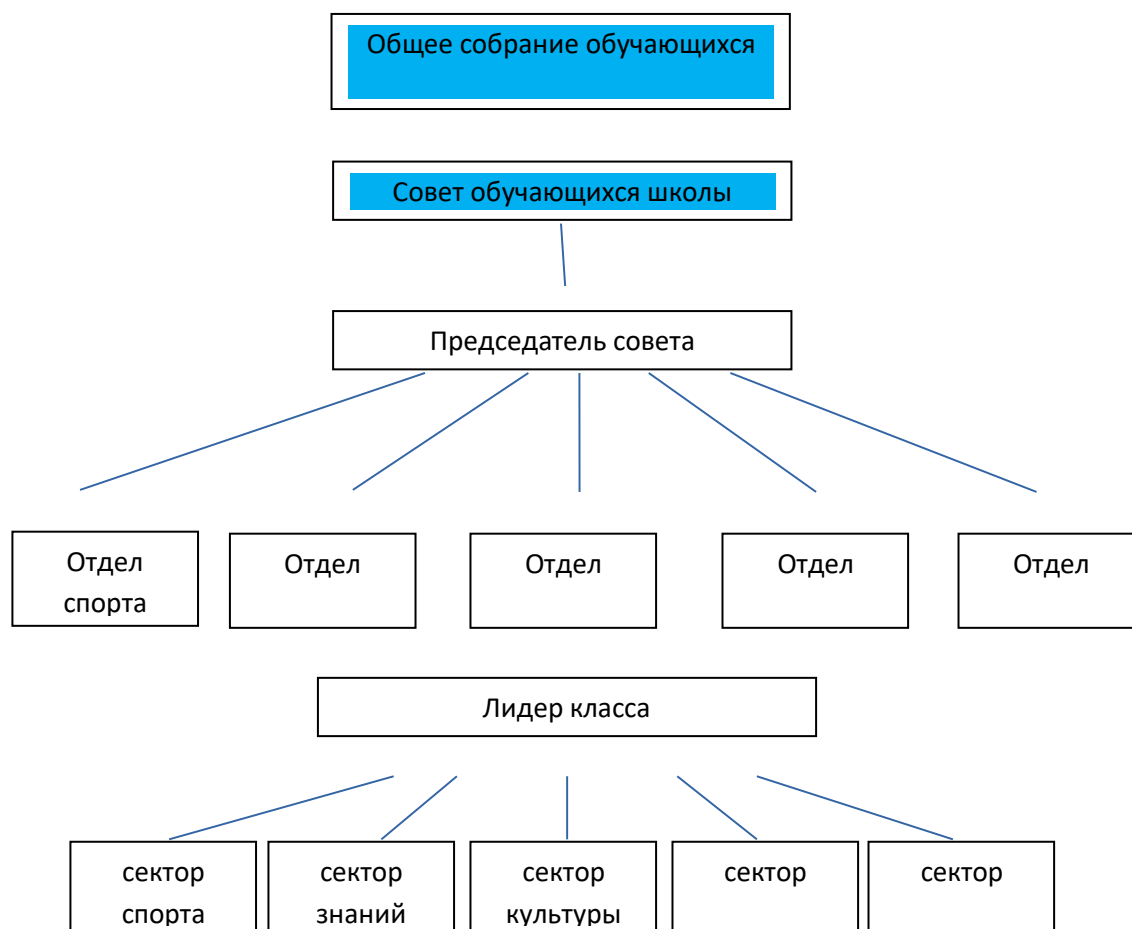 Общее собрание обучающихся
Совет обучающихся школы
Председатель совета
Отдел
спорта
Отдел
Отдел
Отдел
Отдел
Лидер класса
сектор
спорта
сектор
знаний
сектор
культуры
сектор
сектор